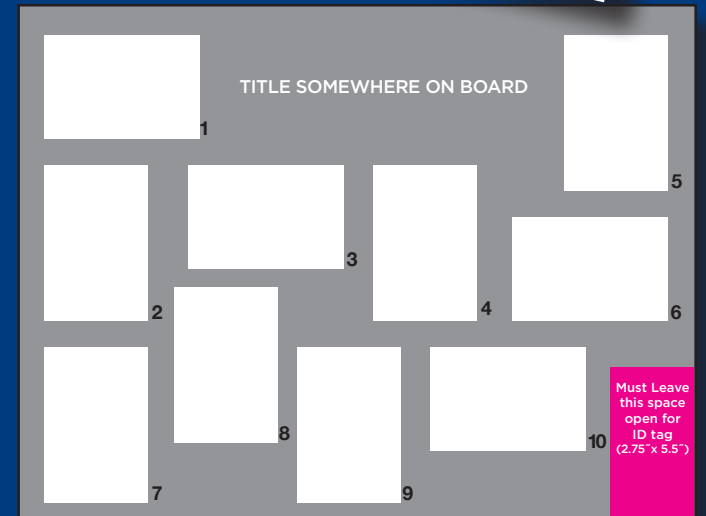 TITLE SOMEWHERE ON BOARD
1
5
3
2
4
6
Must Leave
this space
open for
ID tag
(2.75˝x 5.5˝)
8
10
7
9